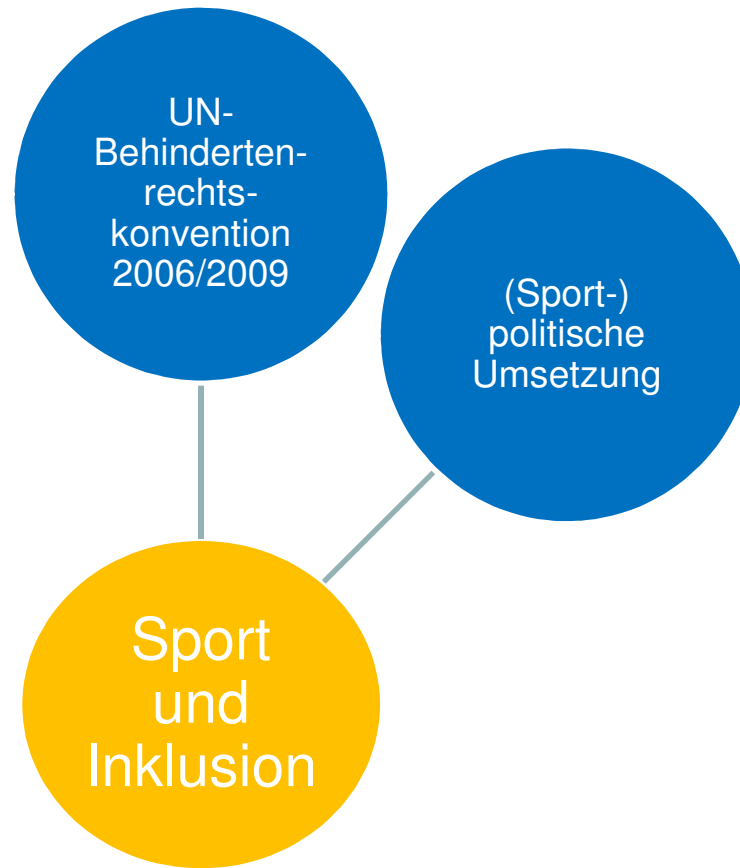 UN-
Behinderten-
rechts-
konvention
2006/2009
(Sport-)
politische
Umsetzung
Sport
und
Inklusion